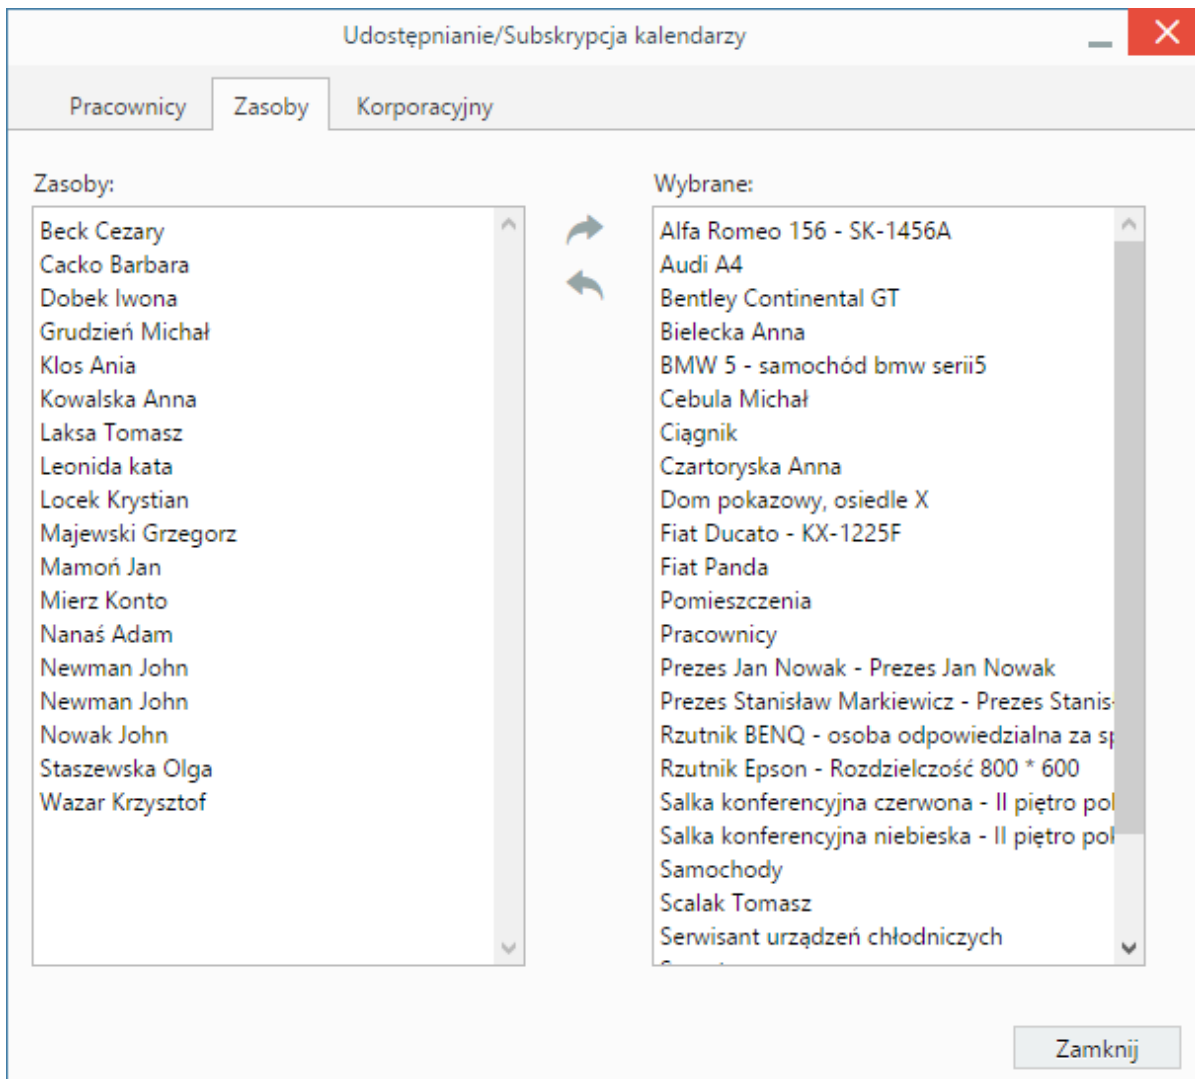 Udostępnianie/Subskrypcja kalendarzy
Pracownicy Zasoby Korporacyjny
Zasoby:
Beck Cezary
Cacko Barbara
Dobek Iwona
Grudzień Michał
Klos Ania
Kowalska Anna
Laksa Tomasz
Leonida kata
Locek Krystian
Majewski Grzegorz
Mamoń Jan
Mierz Konto
Nanaś Adam
Newman John
Newman John
Nowak John
Staszewska Olga
Wazar Krzysztof
Wybrane:
Alfa Romeo 156 - SK-1456A
Audi A4
Bentley Continental GT
Bielecka Anna
BMW 5 - samochód bmw serii5
Cebula Michał
Ciągnik
Czartoryska Anna
Dom pokazowy, osiedle X
Fiat Ducato - KX-1225F
Fiat Panda
Pomieszczenia
Pracownicy
Prezes Jan Nowak - Prezes Jan Nowak
Prezes Stanisław Markiewicz - Prezes Stanis
Rzutnik BENQ - osoba odpowiedzialna za
Rzutnik Epson - Rozdzielczość 800 * 600
Salka konferencyjna czerwona - II piętro
Salka konferencyjna niebieska - II piętro
Samochody
Scalak Tomasz
Serwisant urządzeń chłodniczych
Zamknij